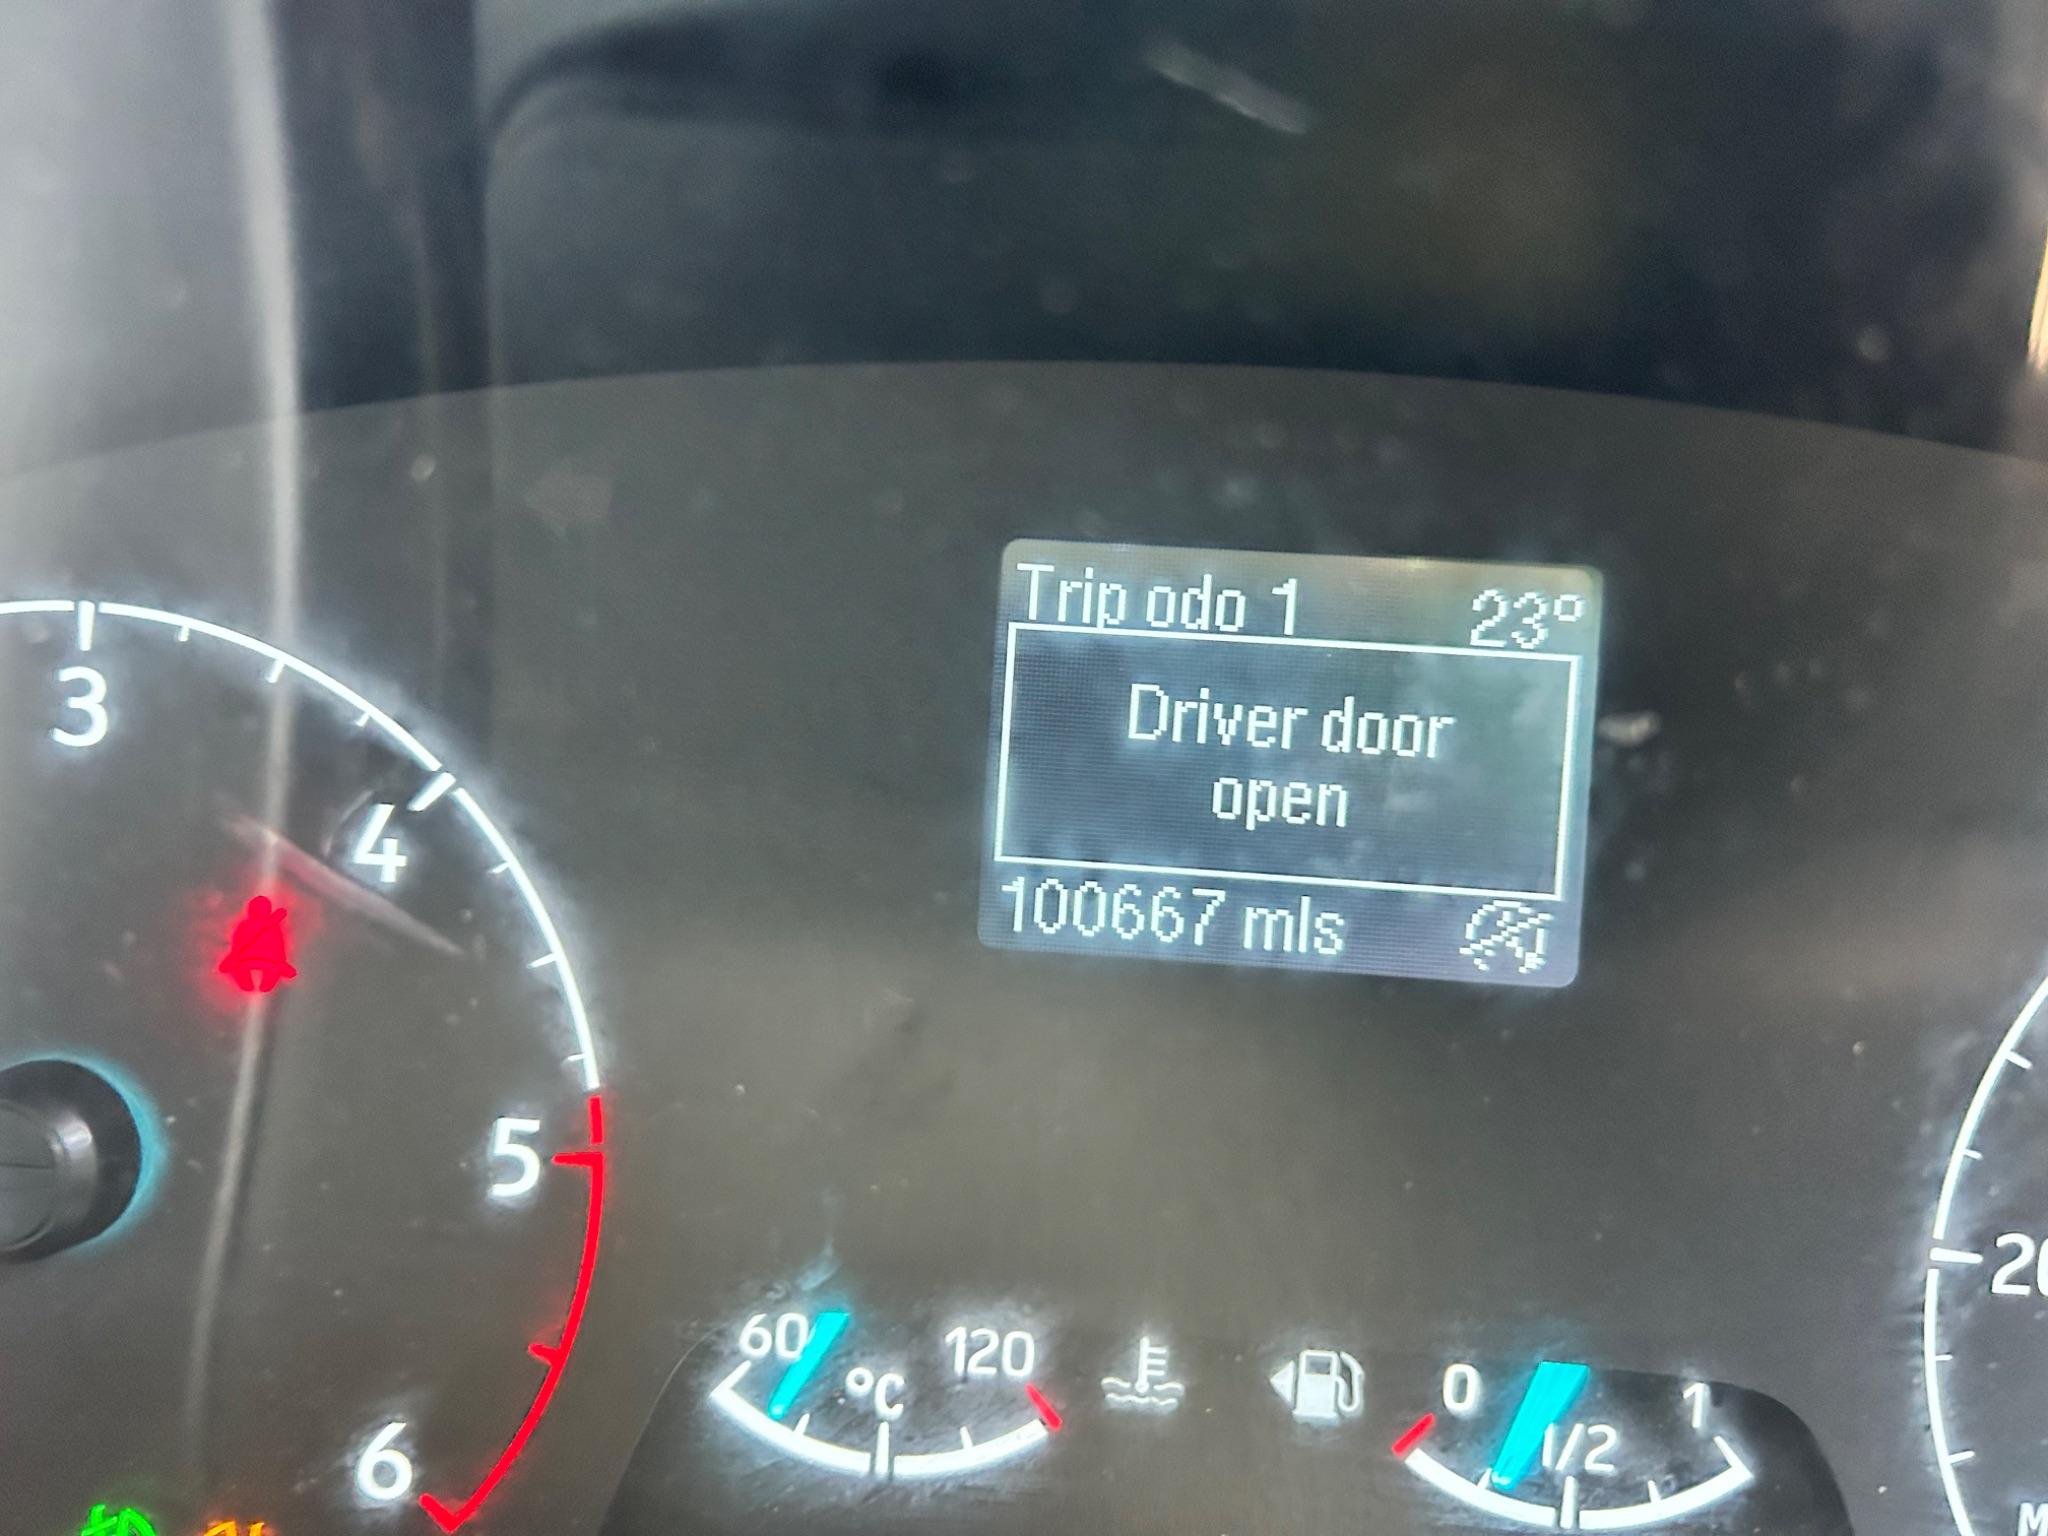 Trip odo 1 23°
Driver door
open
100667 mls
3
4
5
6
60 °C 120
0 1/2 1